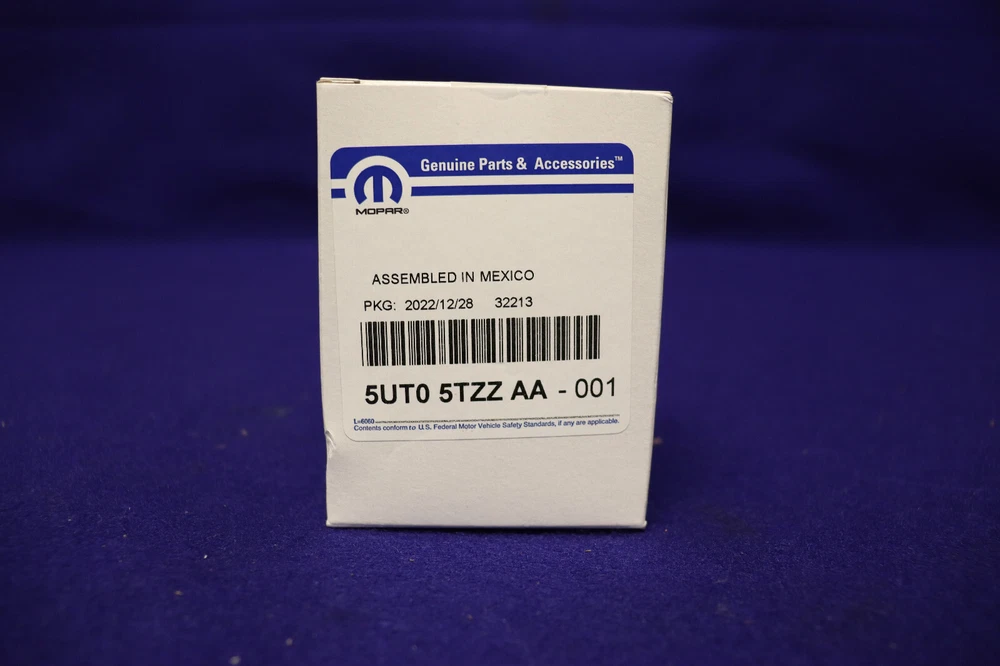 Genuine Parts & Accessories™
MOPAR®
ASSEMBLED IN MEXICO
PKG: 2022/12/28 32213
5UT0 5TZZ AA - 001
L-6060
Contents conform to U.S. Federal Motor Vehicle Safety Standards, if any are applicable.